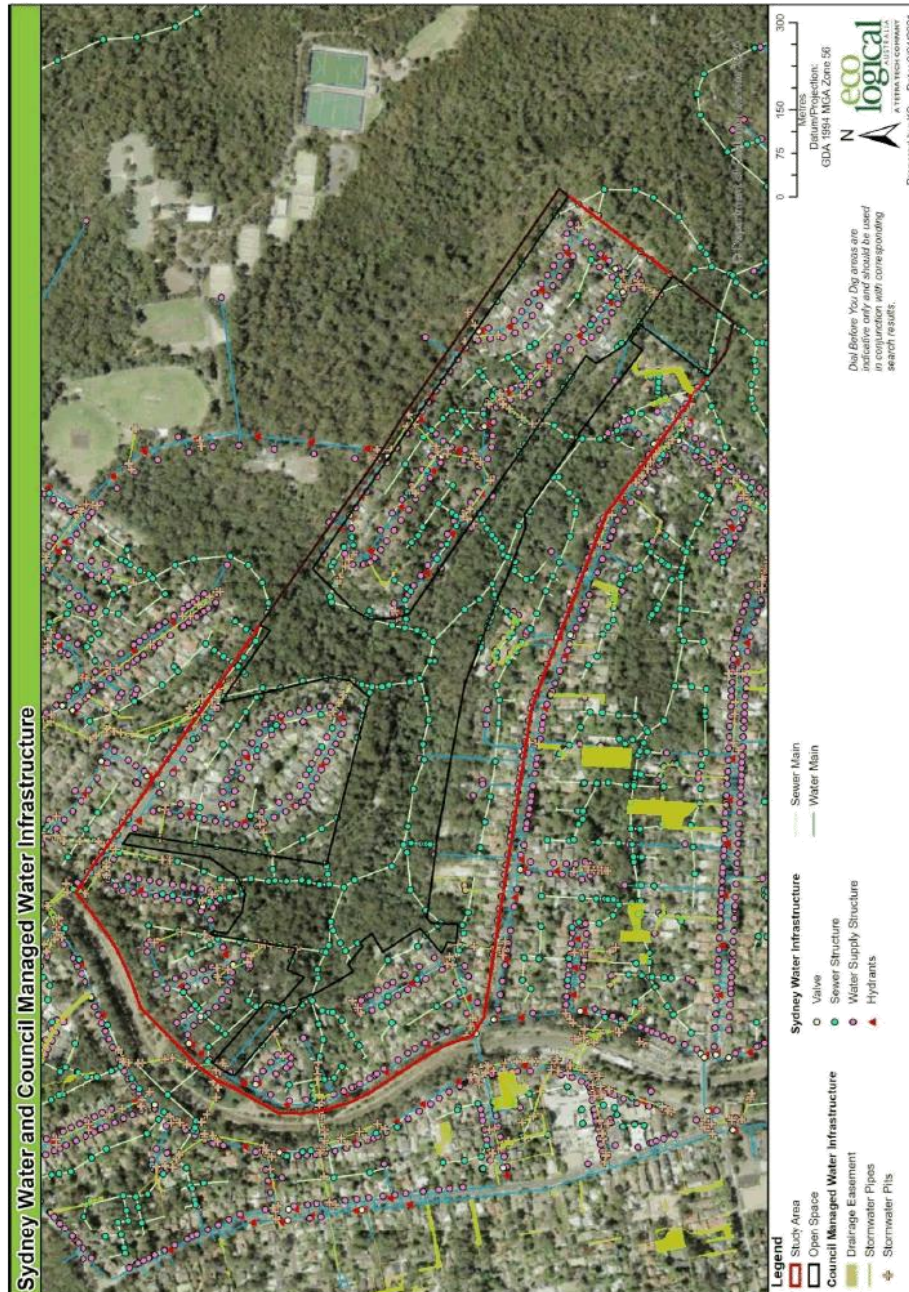 Sydney Water and Council Managed Water Infrastructure
Legend
Study Area
Open Space
Council Managed Water Infrastructure
Drainage Easement
Stormwater Pipes
Stormwater Pits
Sydney Water Infrastructure
Valve
Sewer Structure
Water Supply Structure
Hydrants
Sewer Main
Water Main
Dial Before You Dig areas are
indicative only and should be used
in conjunction with corresponding
search results.
0 75 150 300
Metres
Datum/Projection:
GDA 1994 MGA Zone 56
N
eco
logical
AUSTRALIA
A TETRA TECH COMPANY